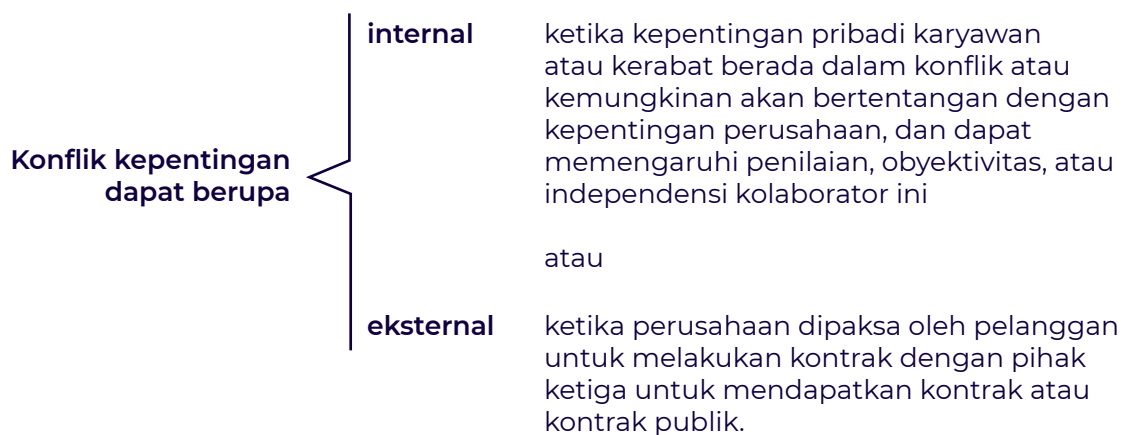 Konflik kepentingan
dapat berupa
internal
ketika kepentingan pribadi karyawan
atau kerabat berada dalam konflik atau
kemungkinan akan bertentangan dengan
kepentingan perusahaan, dan dapat
memengaruhi penilaian, obyektivitas, atau
independensi kolaborator ini
atau
eksternal
ketika perusahaan dipaksa oleh pelanggan
untuk melakukan kontrak dengan pihak
ketiga untuk mendapatkan kontrak atau
kontrak publik.